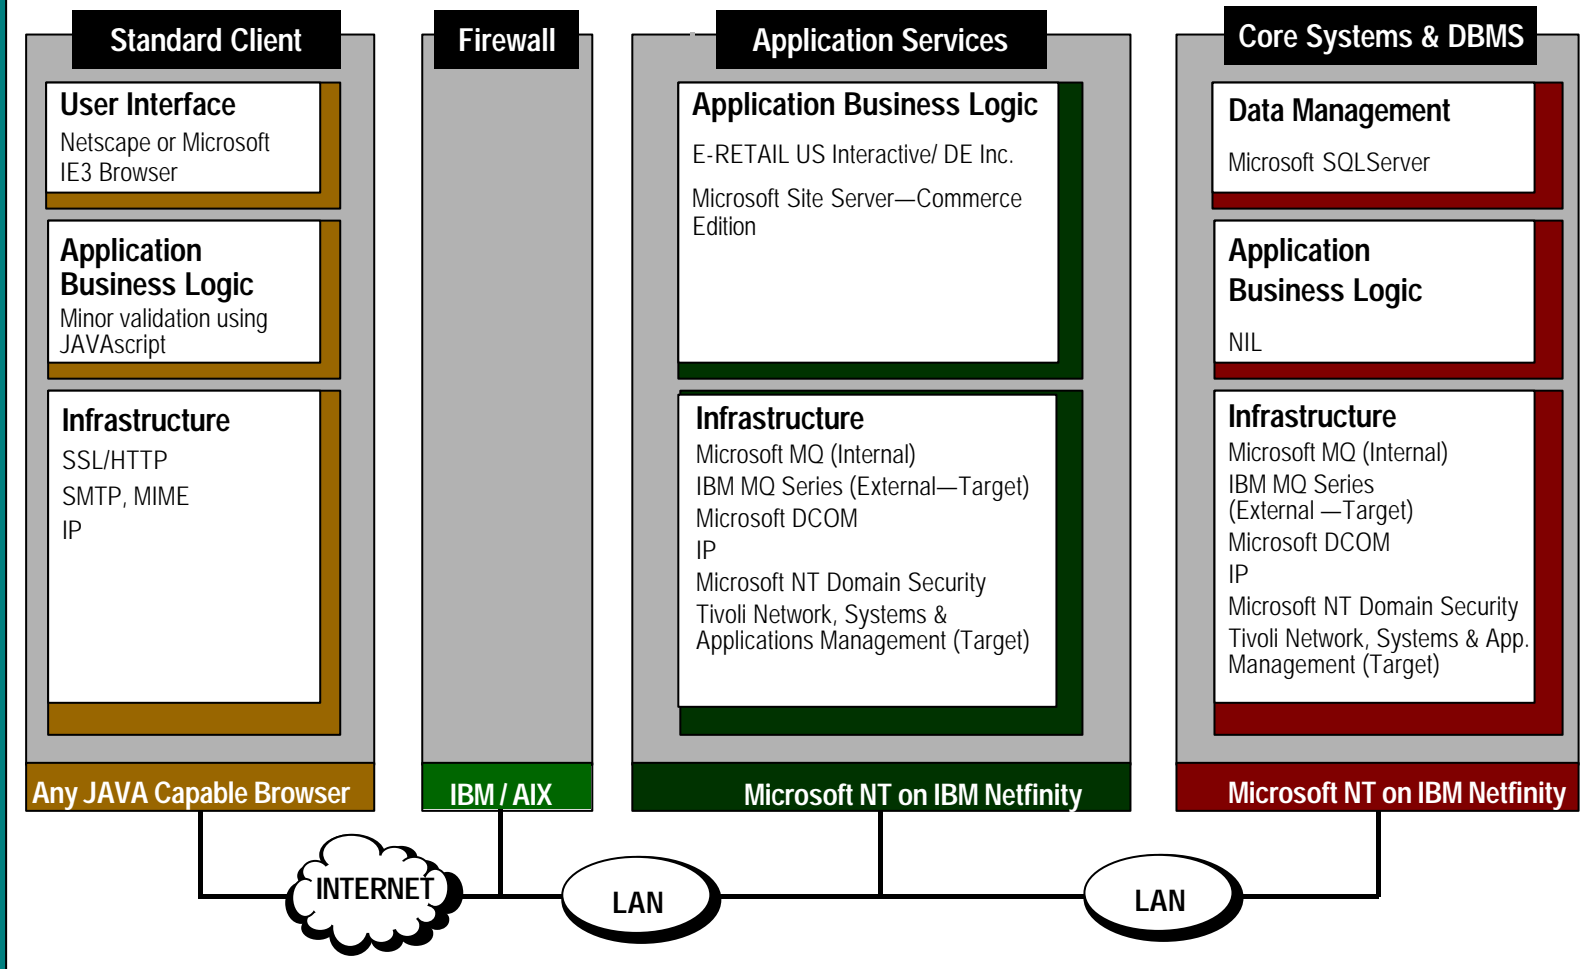 Standard Client
User Interface
Netscape or Microsoft
IE3 Browser
Application
Business Logic
Minor validation using
JAVAscript
Infrastructure
SSL/HTTP
SMTP, MIME
IP
Any JAVA Capable Browser
Firewall
IBM / AIX
Application Services
Application Business Logic
E-RETAIL US Interactive/ DE Inc.
Microsoft Site Server—Commerce
Edition
Infrastructure
Microsoft MQ (Internal)
IBM MQ Series (External—Target)
Microsoft DCOM
IP
Microsoft NT Domain Security
Tivoli Network, Systems &
Applications Management (Target)
Microsoft NT on IBM Netfinity
Core Systems & DBMS
Data Management
Microsoft SQLServer
Application
Business Logic
NIL
Infrastructure
Microsoft MQ (Internal)
IBM MQ Series
(External —Target)
Microsoft DCOM
IP
Microsoft NT Domain Security
Tivoli Network, Systems & App.
Management (Target)
Microsoft NT on IBM Netfinity
INTERNET
LAN
LAN